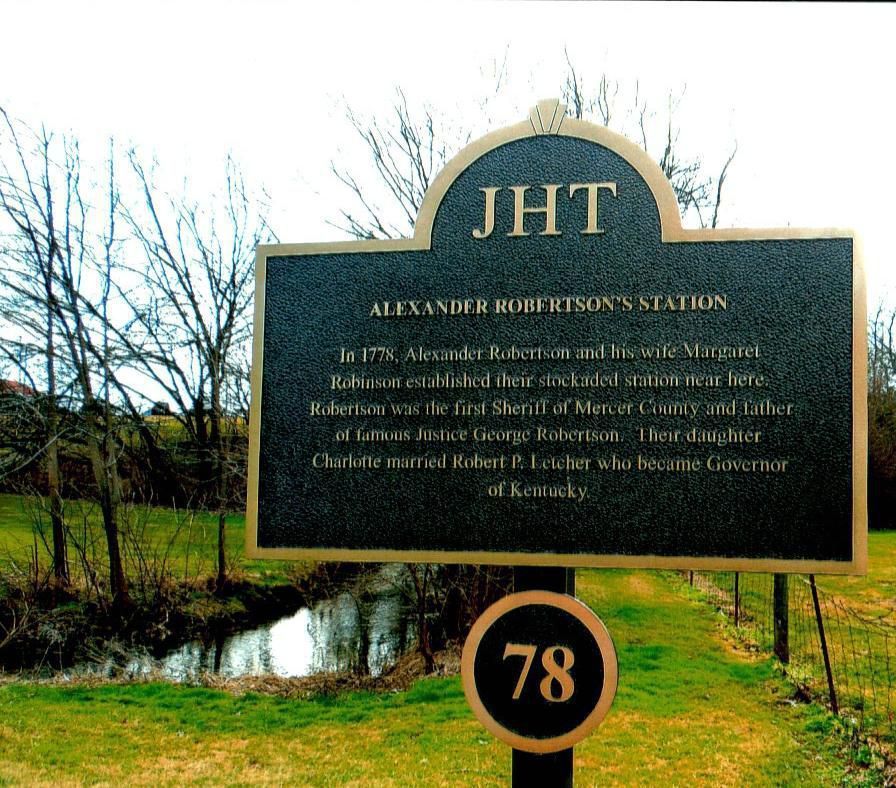 JHT
ALEXANDER ROBERTSON'S STATION
In 1778, Alexander Robertson and his wife Margaret
Robinson established their stockaded station near here.
Robertson was the first Sheriff of Mercer County and father
of famous Justice George Robertson. Their daughter
Charlotte married Robert P. Letcher who became Governor
of Kentucky.
78